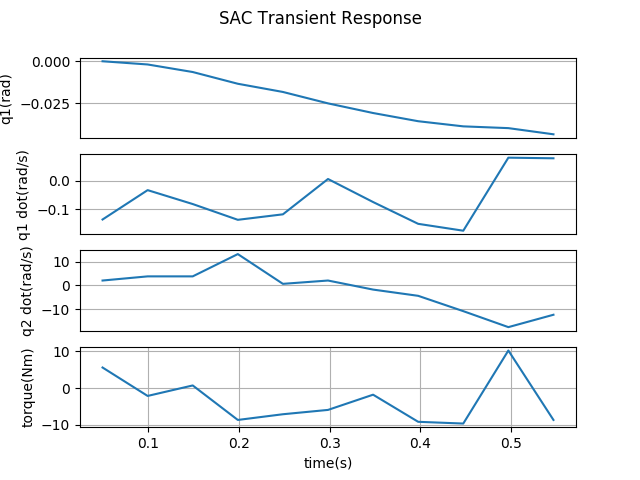 SAC Transient Response
q1(rad)
0.000
−0.025
q1 dot(rad/s)
0.0
−0.1
q2 dot(rad/s)
10
0
−10
torque(Nm)
10
0
−10
0.1 0.2 0.3 0.4 0.5
time(s)